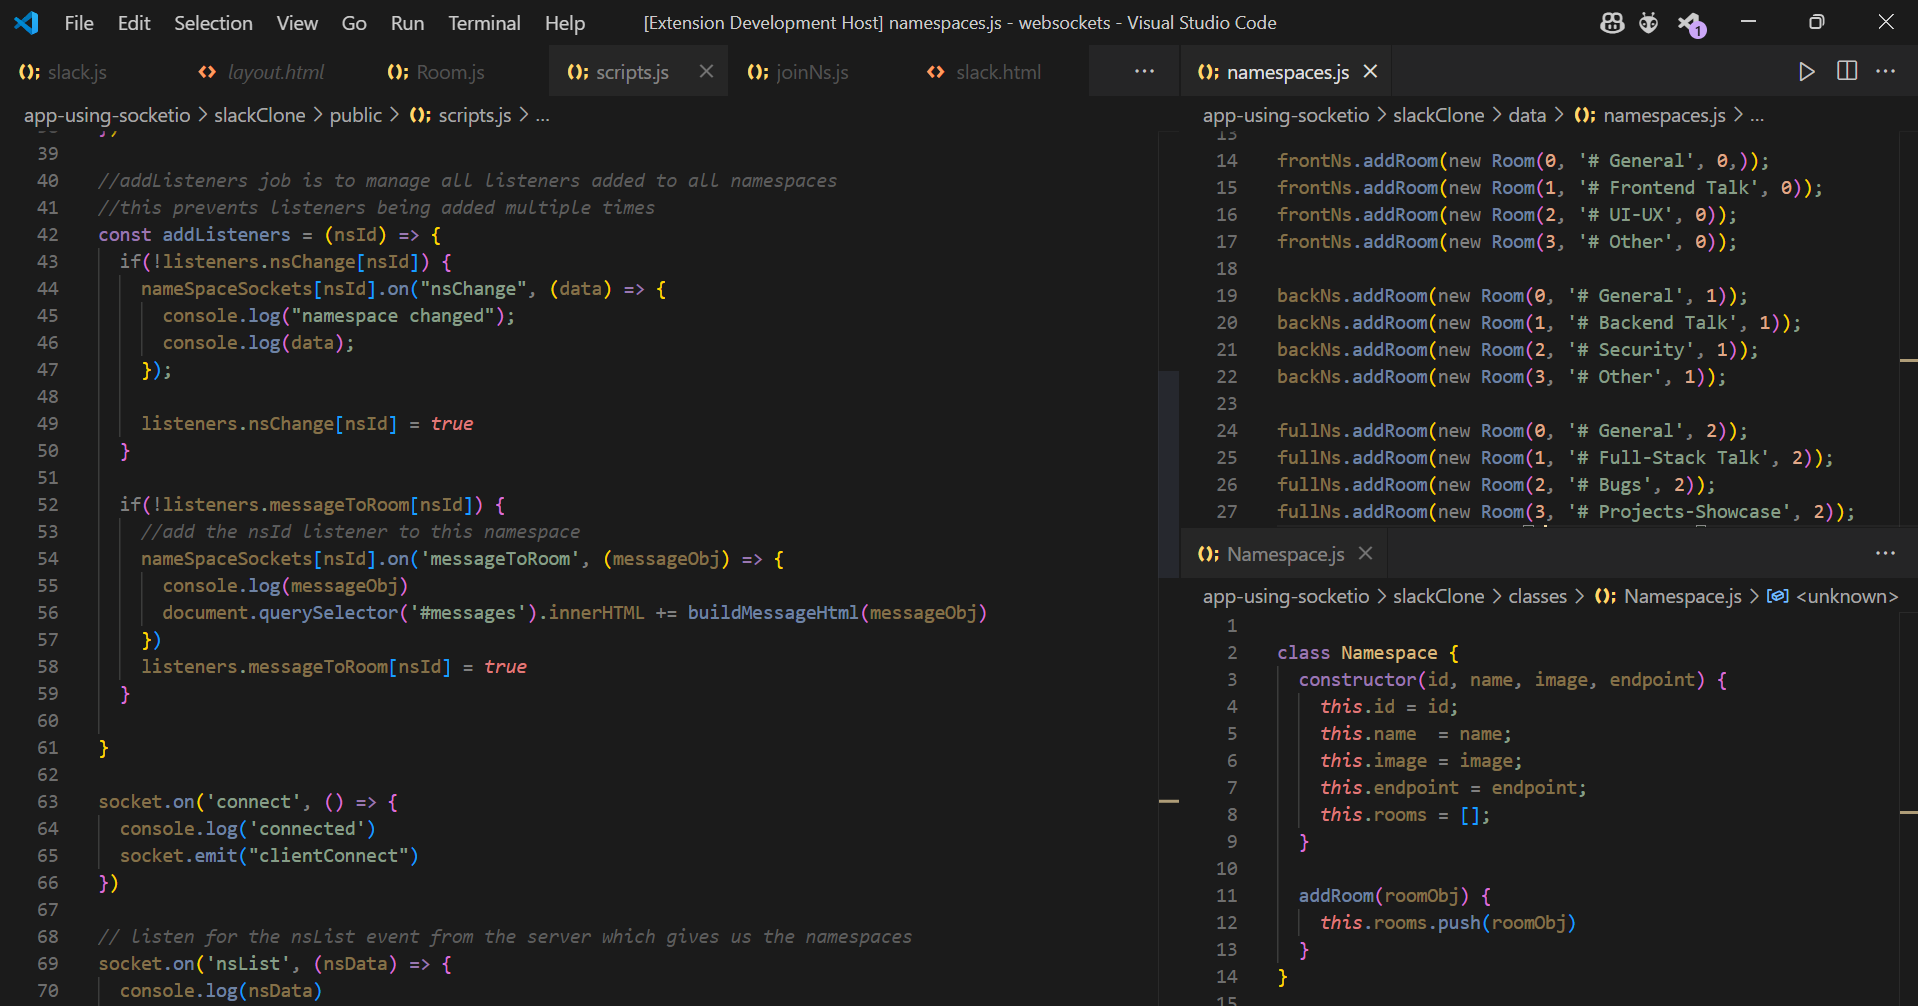 File Edit Selection View Go Run Terminal Help [Extension Development Host] namespaces.js - websockets - Visual Studio Code
1
slack.js layout.html Room.js scripts.js joinNs.js slack.html ...
app-using-socketio > slackClone > public > scripts.js > ...
39
40 //addListeners job is to manage all listeners added to all namespaces
41 //this prevents listeners being added multiple times
42 const addListeners = (nsId) => {
43 if(!listeners.nsChange[nsId]) {
44 nameSpaceSockets[nsId].on("nsChange", (data) => {
45 console.log("namespace changed");
46 console.log(data);
47 });
48
49 listeners.nsChange[nsId] = true
50 }
51
52 if(!listeners.messageToRoom[nsId]) {
53 //add the nsId listener to this namespace
54 nameSpaceSockets[nsId].on('messageToRoom', (messageObj) => {
55 console.log(messageObj)
56 document.querySelector('#messages').innerHTML += buildMessageHtml(messageObj)
57 })
58 listeners.messageToRoom[nsId] = true
59 }
60
61 }
62
63 socket.on('connect', () => {
64 console.log('connected')
65 socket.emit("clientConnect")
66 })
67
68 // listen for the nsList event from the server which gives us the namespaces
69 socket.on('nsList', (nsData) => {
70 console.log(nsData)
namespaces.js
app-using-socketio > slackClone > data > namespaces.js > ...
13
14 frontNs.addRoom(new Room(0, '# General', 0,));
15 frontNs.addRoom(new Room(1, '# Frontend Talk', 0));
16 frontNs.addRoom(new Room(2, '# UI-UX', 0));
17 frontNs.addRoom(new Room(3, '# Other', 0));
18
19 backNs.addRoom(new Room(0, '# General', 1));
20 backNs.addRoom(new Room(1, '# Backend Talk', 1));
21 backNs.addRoom(new Room(2, '# Security', 1));
22 backNs.addRoom(new Room(3, '# Other', 1));
23
24 fullNs.addRoom(new Room(0, '# General', 2));
25 fullNs.addRoom(new Room(1, '# Full-Stack Talk', 2));
26 fullNs.addRoom(new Room(2, '# Bugs', 2));
27 fullNs.addRoom(new Room(3, '# Projects-Showcase', 2));
Namespace.js
app-using-socketio > slackClone > classes > Namespace.js > <unknown>
1
2 class Namespace {
3 constructor(id, name, image, endpoint) {
4 this.id = id;
5 this.name  = name;
6 this.image = image;
7 this.endpoint = endpoint;
8 this.rooms = [];
9 }
10
11 addRoom(roomObj) {
12 this.rooms.push(roomObj)
13 }
14 }
15